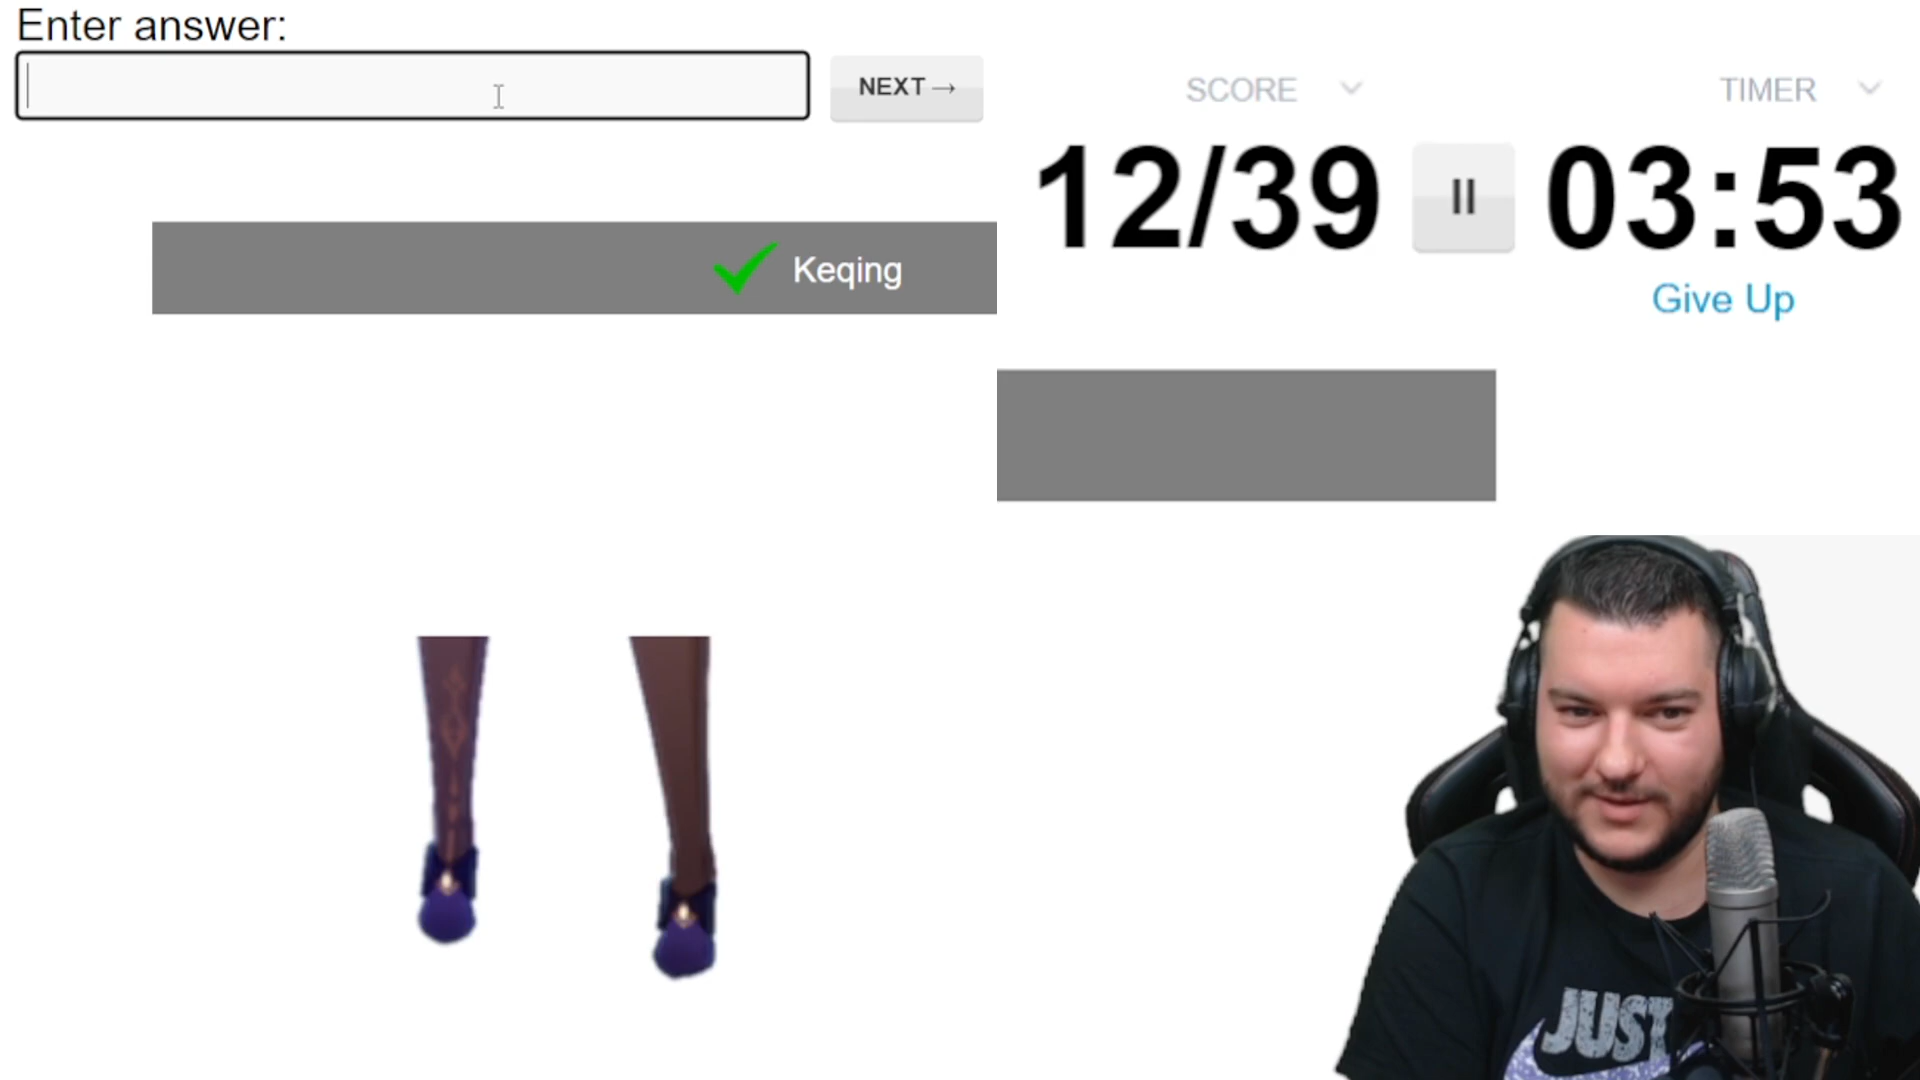 Enter answer:
NEXT →
SCORE
TIMER
12/39
03:53
Give Up
Keqing
JUST